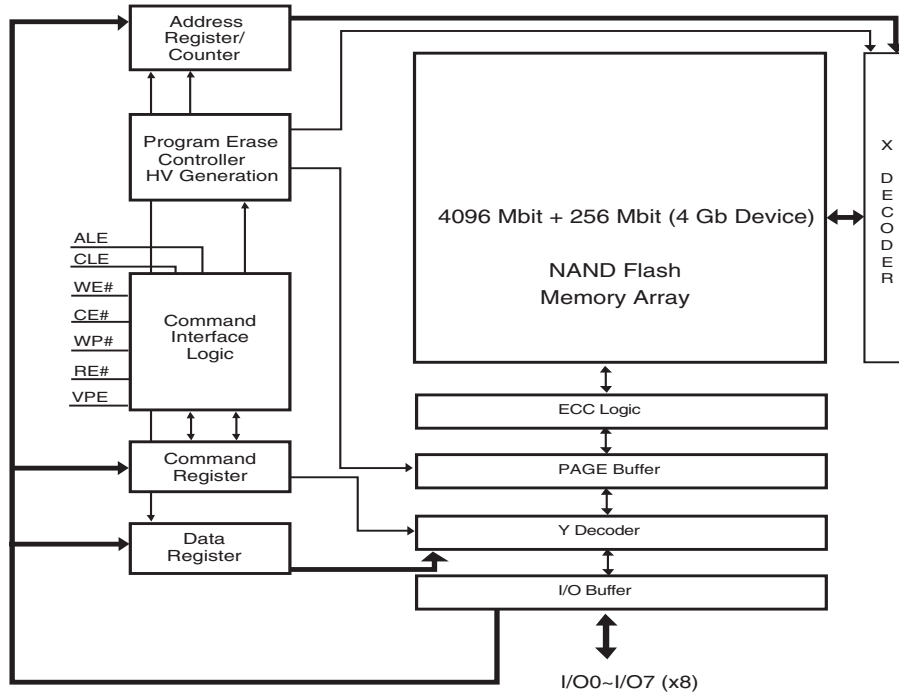 Address
Register/
Counter
Program Erase
Controller
HV Generation
ALE
CLE
WE#
CE#
WP#
RE#
VPE
Command
Interface
Logic
Command
Register
Data
Register
4096 Mbit + 256 Mbit (4 Gb Device)
NAND Flash
Memory Array
X
D
E
C
O
D
E
R
ECC Logic
PAGE Buffer
Y Decoder
I/O Buffer
I/O0~I/O7 (x8)